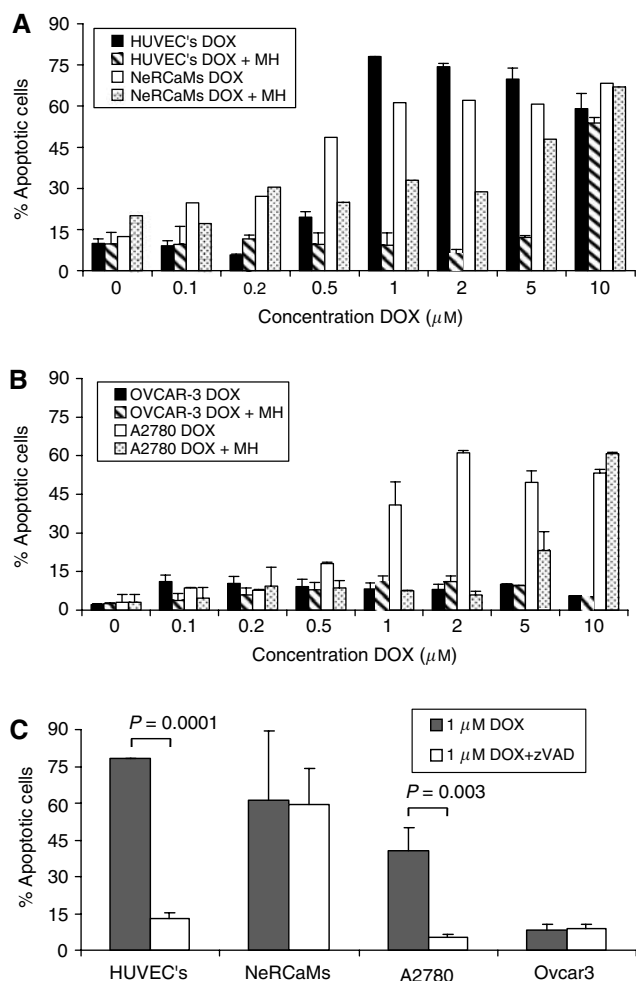 A
90
75
60
45
30
15
0
% Apoptotic cells
HUVEC's DOX
HUVEC's DOX + MH
NeRCaMs DOX
NeRCaMs DOX + MH
0 0.1 0.2 0.5 1 2 5 10
Concentration DOX (μM)
B
90
75
60
45
30
15
0
% Apoptotic cells
OVCAR-3 DOX
OVCAR-3 DOX + MH
A2780 DOX
A2780 DOX + MH
0 0.1 0.2 0.5 1 2 5 10
Concentration DOX (μM)
C
90
75
60
45
30
15
0
% Apoptotic cells
P = 0.0001
1 μM DOX
1 μM DOX+zVAD
P = 0.003
HUVEC's NeRCaMs A2780 Ovcar3